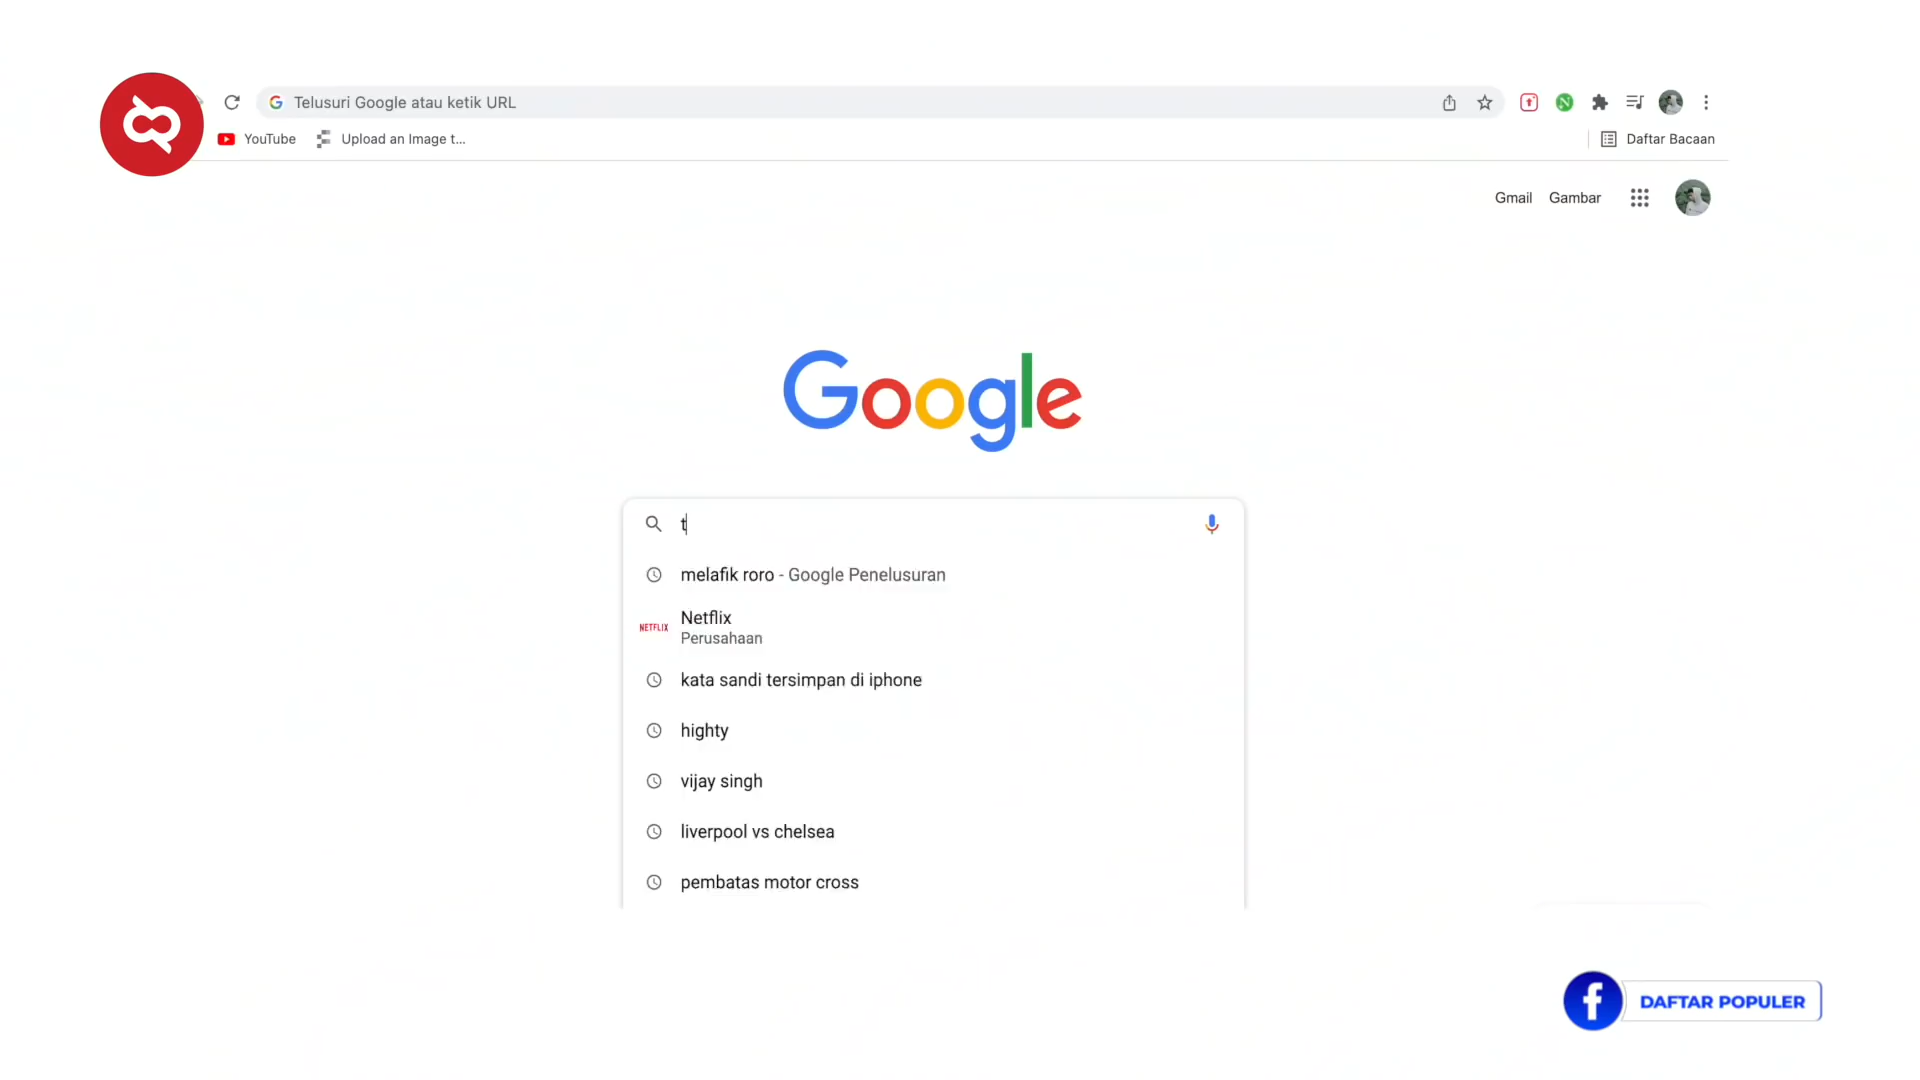 Telusuri Google atau ketik URL
YouTube
Upload an Image t...
Daftar Bacaan
Gmail
Gambar
Google
t
melafik roro - Google Penelusuran
NETFLIX
Netflix
Perusahaan
kata sandi tersimpan di iphone
highty
vijay singh
liverpool vs chelsea
pembatas motor cross
DAFTAR POPULER